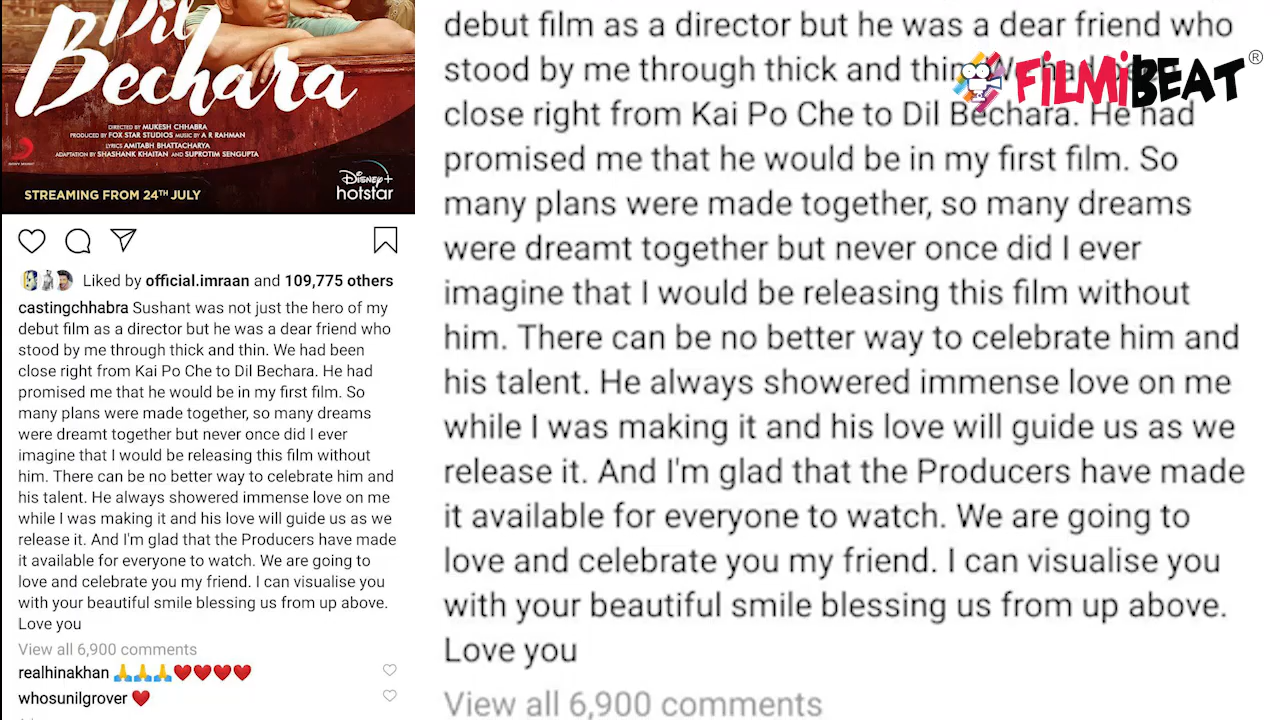 Dil
Bechara
DIRECTED BY MUKESH CHHABRA
PRODUCED BY FOX STAR STUDIOS MUSIC BY A R RAHMAN
LYRICS AMITABH BHATTACHARYA
ADAPTATION BY SHASHANK KHAITAN AND SUPROTIM SENGUPTA
SONY MUSIC
STREAMING FROM 24TH JULY
DISNEY+
hotstar
Liked by official.imraan and 109,775 others
castingchhabra Sushant was not just the hero of my
debut film as a director but he was a dear friend who
stood by me through thick and thin. We had been
close right from Kai Po Che to Dil Bechara. He had
promised me that he would be in my first film. So
many plans were made together, so many dreams
were dreamt together but never once did I ever
imagine that I would be releasing this film without
him. There can be no better way to celebrate him and
his talent. He always showered immense love on me
while I was making it and his love will guide us as we
release it. And I'm glad that the Producers have made
it available for everyone to watch. We are going to
love and celebrate you my friend. I can visualise you
with your beautiful smile blessing us from up above.
Love you
View all 6,900 comments
realhinakhan 🙏🙏🙏❤️❤️❤️❤️
whosunilgrover ❤️
debut film as a director but he was a dear friend who
stood by me through thick and thin. We had been
close right from Kai Po Che to Dil Bechara. He had
promised me that he would be in my first film. So
many plans were made together, so many dreams
were dreamt together but never once did I ever
imagine that I would be releasing this film without
him. There can be no better way to celebrate him and
his talent. He always showered immense love on me
while I was making it and his love will guide us as we
release it. And I'm glad that the Producers have made
it available for everyone to watch. We are going to
love and celebrate you my friend. I can visualise you
with your beautiful smile blessing us from up above.
Love you
View all 6,900 comments
FILMiBEAT®